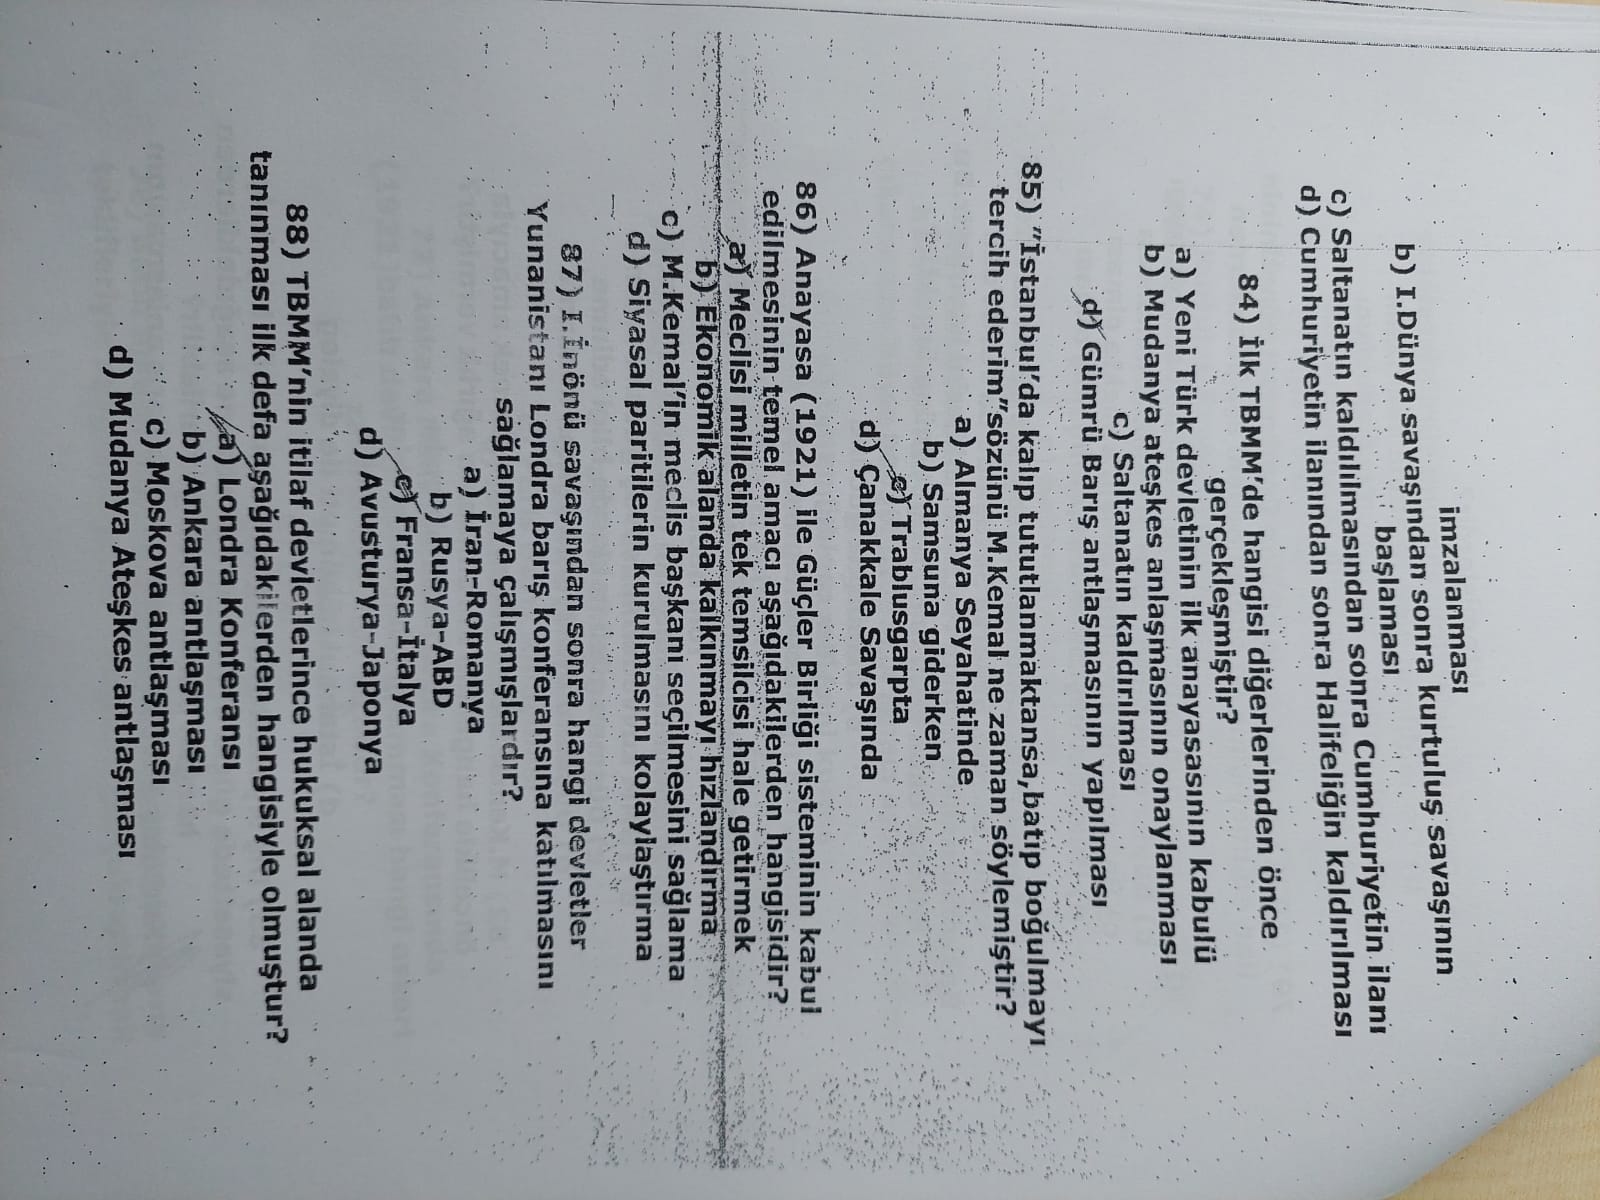 imzalanması
b) I.Dünya savaşından sonra kurtuluş savaşının
başlaması
c) Saltanatın kaldılılmasından sonra Cumhuriyetin ilanı
d) Cumhuriyetin ilanından sonra Halifeliğin kaldırılması
84) İlk TBMM’de hangisi diğerlerinden önce
gerçekleşmiştir?
a) Yeni Türk devletinin ilk anayasasının kabulü
b) Mudanya ateşkes anlaşmasının onaylanması
c) Saltanatın kaldırılması
d) Gümrü Barış antlaşmasının yapılması
85) ”İstanbul’da kalıp tututlanmaktansa,batıp boğulmayı
tercih ederim”sözünü M.Kemal ne zaman söylemiştir?
a) Almanya Seyahatinde
b) Samsuna giderken
c) Trablusgarpta
d) Çanakkale Savaşında
86) Anayasa (1921) ile Güçler Birliği sisteminin kabul
edilmesinin temel amacı aşağıdakilerden hangisidir?
a) Meclisi milletin tek temsilcisi hale getirmek
b) Ekonomik alanda kalkınmayı hızlandırma
c) M.Kemal’in meclis başkanı seçilmesini sağlama
d) Siyasal paritilerin kurulmasını kolaylaştırma
87) I.İnönü savaşından sonra hangi devletler
Yunanistanı Londra barış konferansına katılmasını
sağlamaya çalışmışlardır?
a) İran-Romanya
b) Rusya-ABD
c) Fransa-İtalya
d) Avusturya-Japonya
88) TBMM’nin itilaf devletlerince hukuksal alanda
tanınması ilk defa aşağıdakilerden hangisiyle olmuştur?
a) Londra Konferansı
b) Ankara antlaşması
c) Moskova antlaşması
d) Mudanya Ateşkes antlaşması